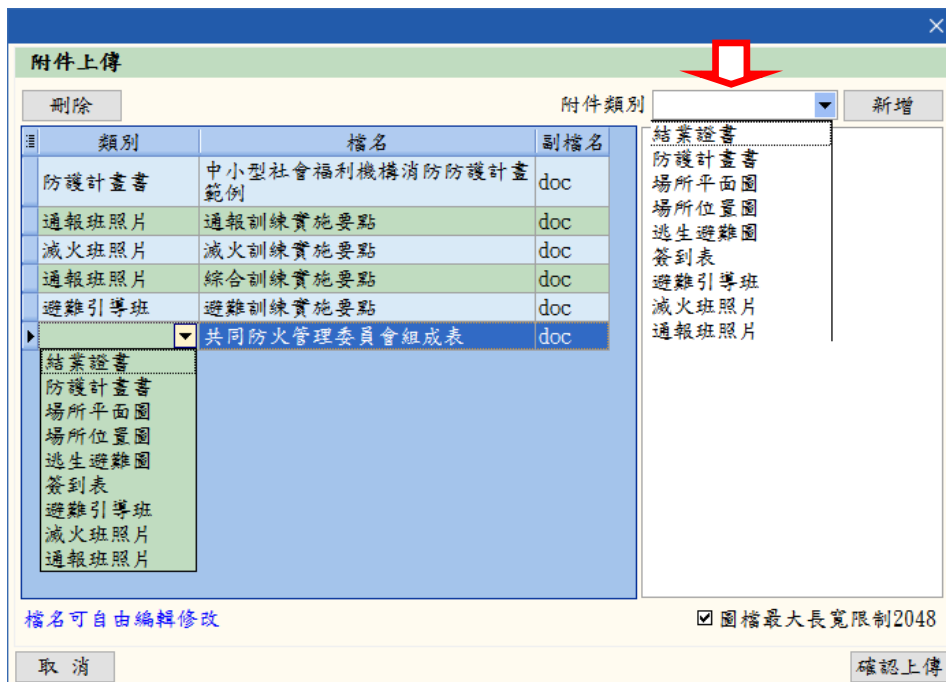 附件上傳
刪除
附件類別
新增
類別 檔名 副檔名
防護計畫書 中小型社會福利機構消防防護計畫範例 doc
通報班照片 通報訓練實施要點 doc
滅火班照片 滅火訓練實施要點 doc
通報班照片 綜合訓練實施要點 doc
避難引導班 避難訓練實施要點 doc
共同防火管理委員會組成表 doc
結業證書
防護計畫書
場所平面圖
場所位置圖
逃生避難圖
簽到表
避難引導班
滅火班照片
通報班照片
結業證書
防護計畫書
場所平面圖
場所位置圖
逃生避難圖
簽到表
避難引導班
滅火班照片
通報班照片
檔名可自由編輯修改
圖檔最大長寬限制2048
取 消
確認上傳